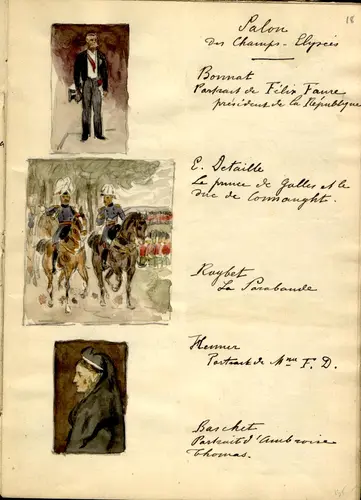 18
Salon
des Champs-Elysées
Bonnat
Portrait de Félix Faure
président de la République
E. Detaille
Le prince de Galles et le
duc de Connaught.
Roybet
La Sarabande
Henner
Portrait de Mme F. D.
Baschet
Portrait d'Ambroise
Thomas.